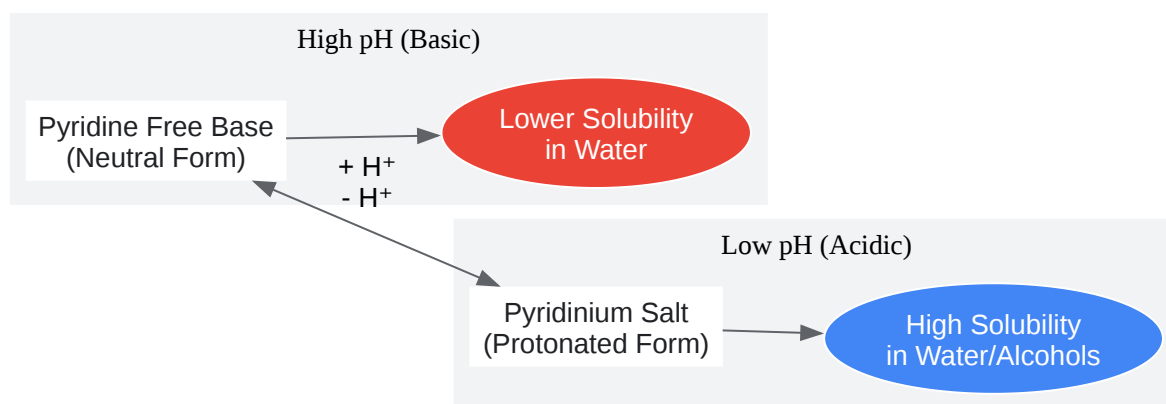 High pH (Basic)
Pyridine Free Base
(Neutral Form)
Lower Solubility
in Water
+ H⁺
- H⁺
Low pH (Acidic)
Pyridinium Salt
(Protonated Form)
High Solubility
in Water/Alcohols